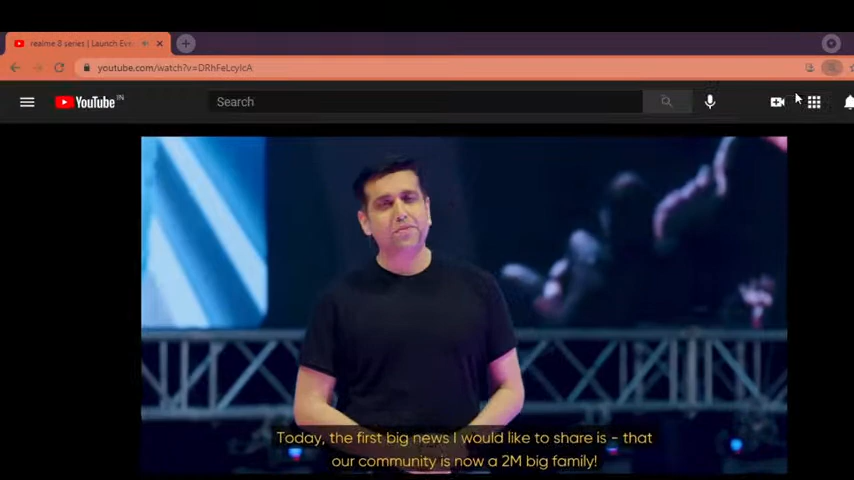 realme 8 series | Launch Eve
youtube.com/watch?v=DRhFeLcyIcA
YouTube IN
Search
Today, the first big news I would like to share is - that
our community is now a 2M big family!